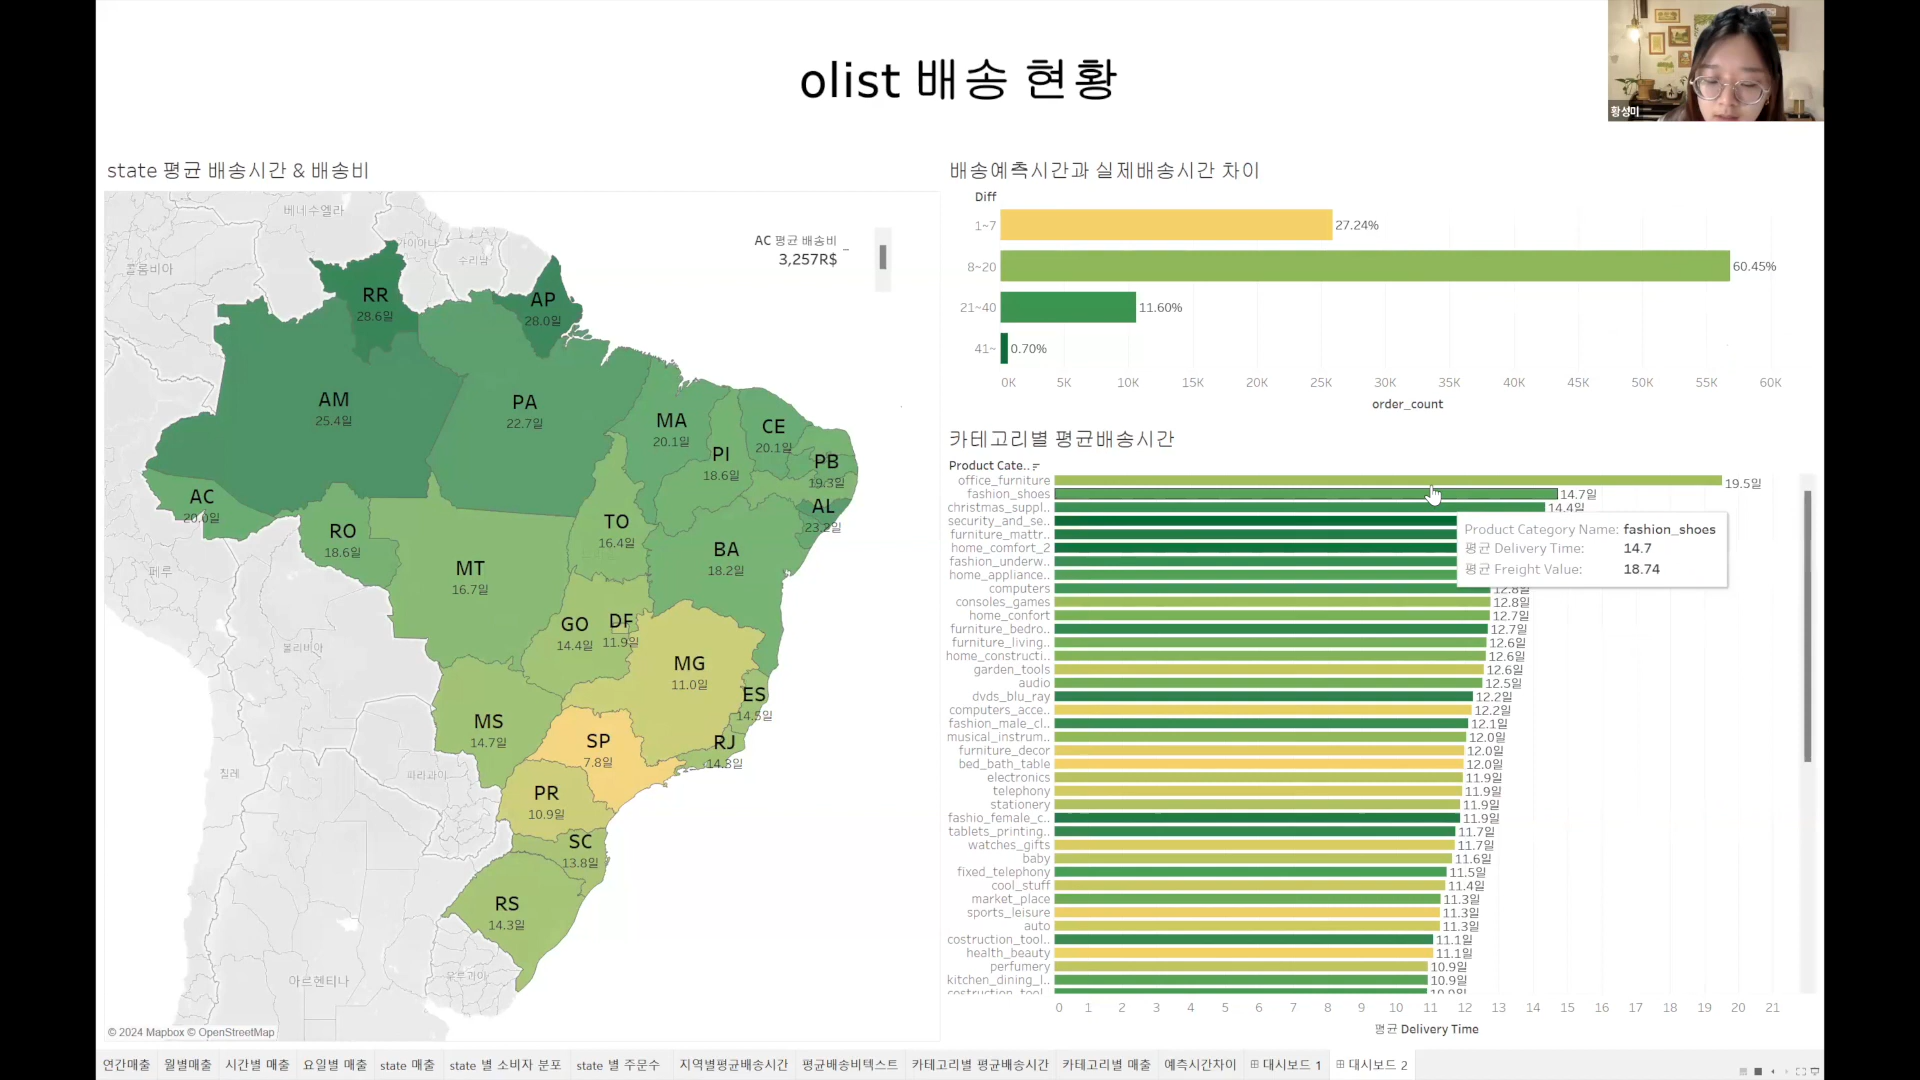 olist 배송 현황
황성미
state 평균 배송시간 & 배송비
AC 평균 배송비
3,257R$
베네수엘라
가이아나
수리남
콜롬비아
페루
볼리비아
칠레
파라과이
아르헨티나
우루과이
RR
28.6일
AP
28.0일
AM
25.4일
PA
22.7일
MA
20.1일
CE
20.1일
PI
18.6일
PB
19.3일
AL
23.2일
AC
20.0일
RO
18.6일
TO
16.4일
BA
18.2일
MT
16.7일
GO
14.4일
DF
11.9일
MG
11.0일
ES
14.5일
MS
14.7일
SP
7.8일
RJ
14.3일
PR
10.9일
SC
13.8일
RS
14.3일
© 2024 Mapbox © OpenStreetMap
배송예측시간과 실제배송시간 차이
Diff
1~7 27.24%
8~20 60.45%
21~40 11.60%
41~ 0.70%
0K 5K 10K 15K 20K 25K 30K 35K 40K 45K 50K 55K 60K
order_count
카테고리별 평균배송시간
Product Cate..
office_furniture 19.5일
fashion_shoes 14.7일
christmas_suppl.. 14.4일
security_and_se..
furniture_mattr..
home_comfort_2
fashion_underw..
home_appliance..
computers 12.8일
consoles_games 12.8일
home_confort 12.7일
furniture_bedro.. 12.7일
furniture_living.. 12.6일
home_constructi.. 12.6일
garden_tools 12.6일
audio 12.5일
dvds_blu_ray 12.2일
computers_acce.. 12.2일
fashion_male_cl.. 12.1일
musical_instrum.. 12.0일
furniture_decor 12.0일
bed_bath_table 12.0일
electronics 11.9일
telephony 11.9일
stationery 11.9일
fashio_female_c.. 11.9일
tablets_printing.. 11.7일
watches_gifts 11.7일
baby 11.6일
fixed_telephony 11.5일
cool_stuff 11.4일
market_place 11.3일
sports_leisure 11.3일
auto 11.3일
costruction_tool.. 11.1일
health_beauty 11.1일
perfumery 10.9일
kitchen_dining_l.. 10.9일
costruction_tool.. 10.9일
0 1 2 3 4 5 6 7 8 9 10 11 12 13 14 15 16 17 18 19 20 21
평균 Delivery Time
Product Category Name: fashion_shoes
평균 Delivery Time: 14.7
평균 Freight Value: 18.74
연간매출 월별매출 시간별 매출 요일별 매출 state 매출 state 별 소비자 분포 state 별 주문수 지역별평균배송시간 평균배송비텍스트 카테고리별 평균배송시간 카테고리별 매출 예측시간차이 대시보드 1 대시보드 2